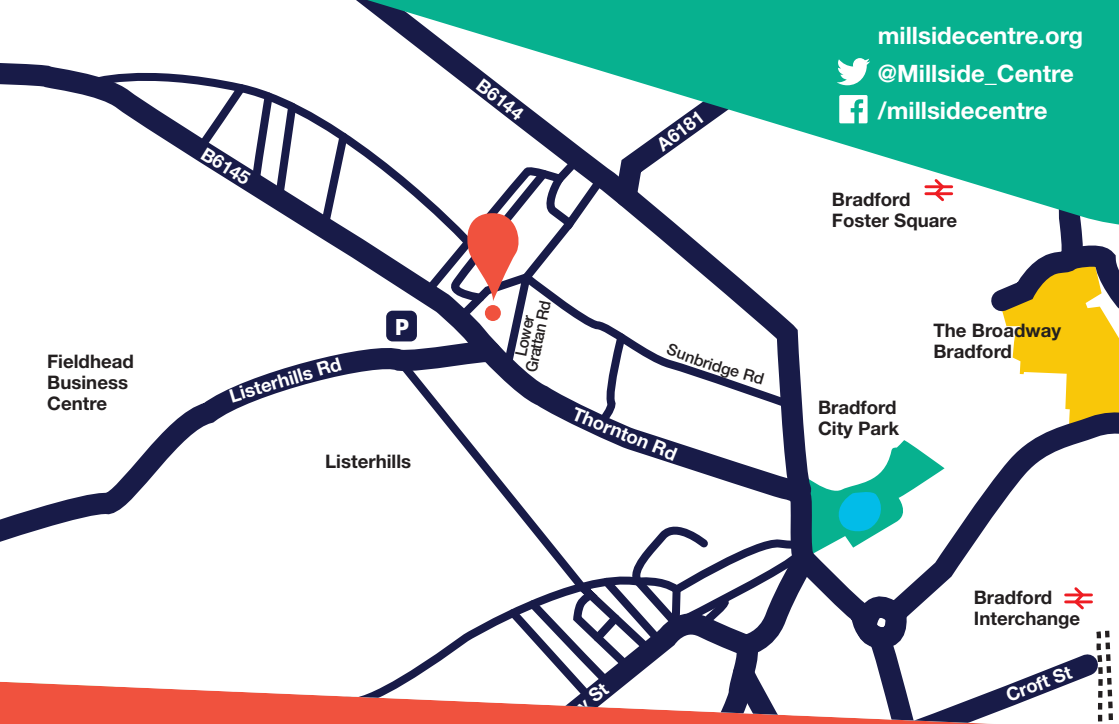 millsidecentre.org
@Millside_Centre
/millsidecentre
B6144
A6181
B6145
Bradford
Foster Square
The Broadway
Bradford
P
Lower
Grattan Rd
Sunbridge Rd
Fieldhead
Business
Centre
Listerhills Rd
Bradford
City Park
Thornton Rd
Listerhills
Bradford
Interchange
Croft St
St